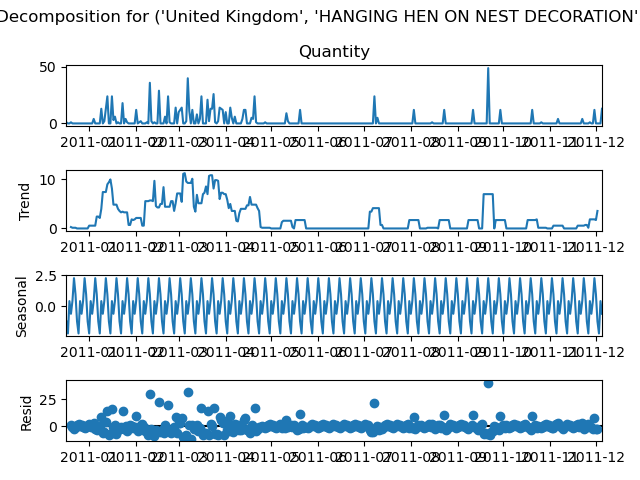 Decomposition for ('United Kingdom', 'HANGING HEN ON NEST DECORATION'
Quantity
50
0
2011-01 2011-02 2011-03 2011-04 2011-05 2011-06 2011-07 2011-08 2011-09 2011-10 2011-11 2011-12
10
Trend
0
2011-01 2011-02 2011-03 2011-04 2011-05 2011-06 2011-07 2011-08 2011-09 2011-10 2011-11 2011-12
2.5
Seasonal
0.0
2011-01 2011-02 2011-03 2011-04 2011-05 2011-06 2011-07 2011-08 2011-09 2011-10 2011-11 2011-12
25
Resid
0
2011-01 2011-02 2011-03 2011-04 2011-05 2011-06 2011-07 2011-08 2011-09 2011-10 2011-11 2011-12